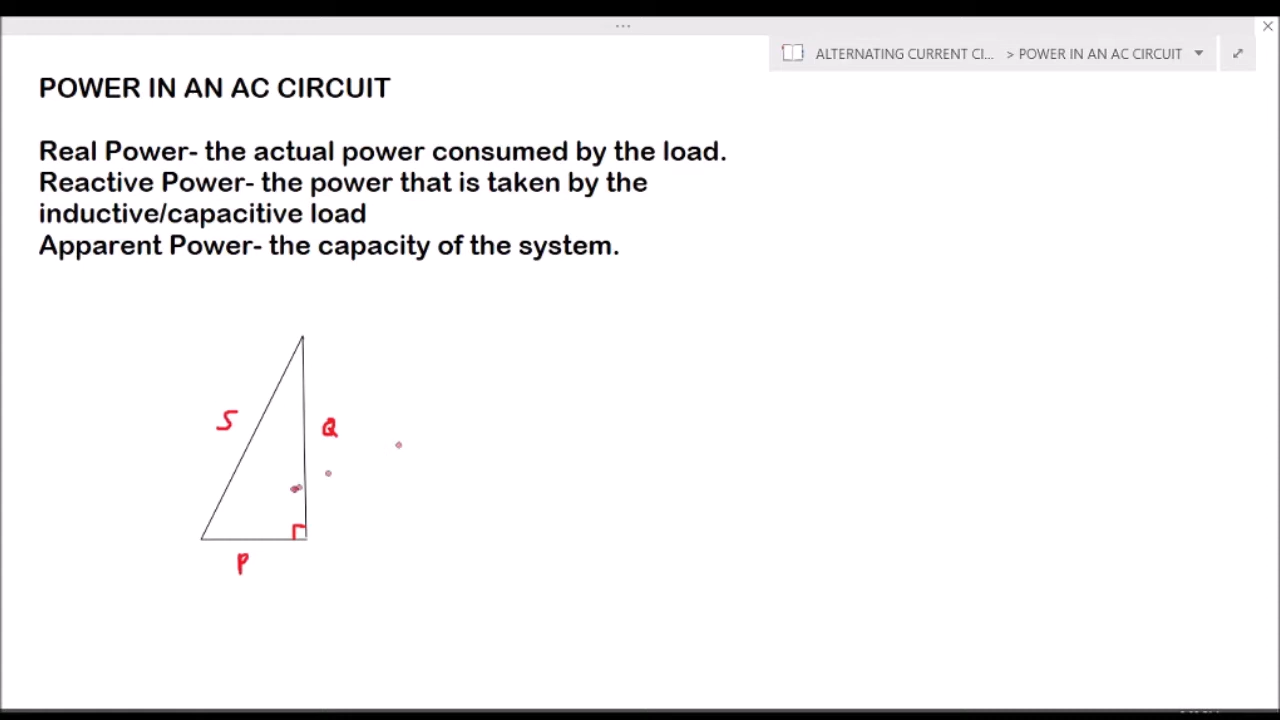 ALTERNATING CURRENT CI... > POWER IN AN AC CIRCUIT
POWER IN AN AC CIRCUIT
Real Power- the actual power consumed by the load.
Reactive Power- the power that is taken by the
inductive/capacitive load
Apparent Power- the capacity of the system.
S
Q
P